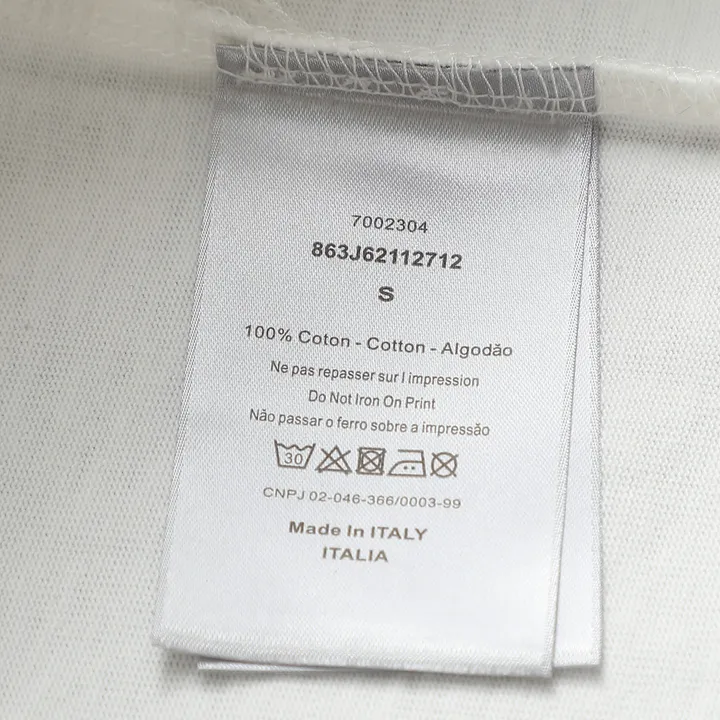 7002304
863J62112712
S
100% Coton - Cotton - Algodão
Ne pas repasser sur l impression
Do Not Iron On Print
Não passar o ferro sobre a impressão
30
CNPJ 02-046-366/0003-99
Made In ITALY
ITALIA